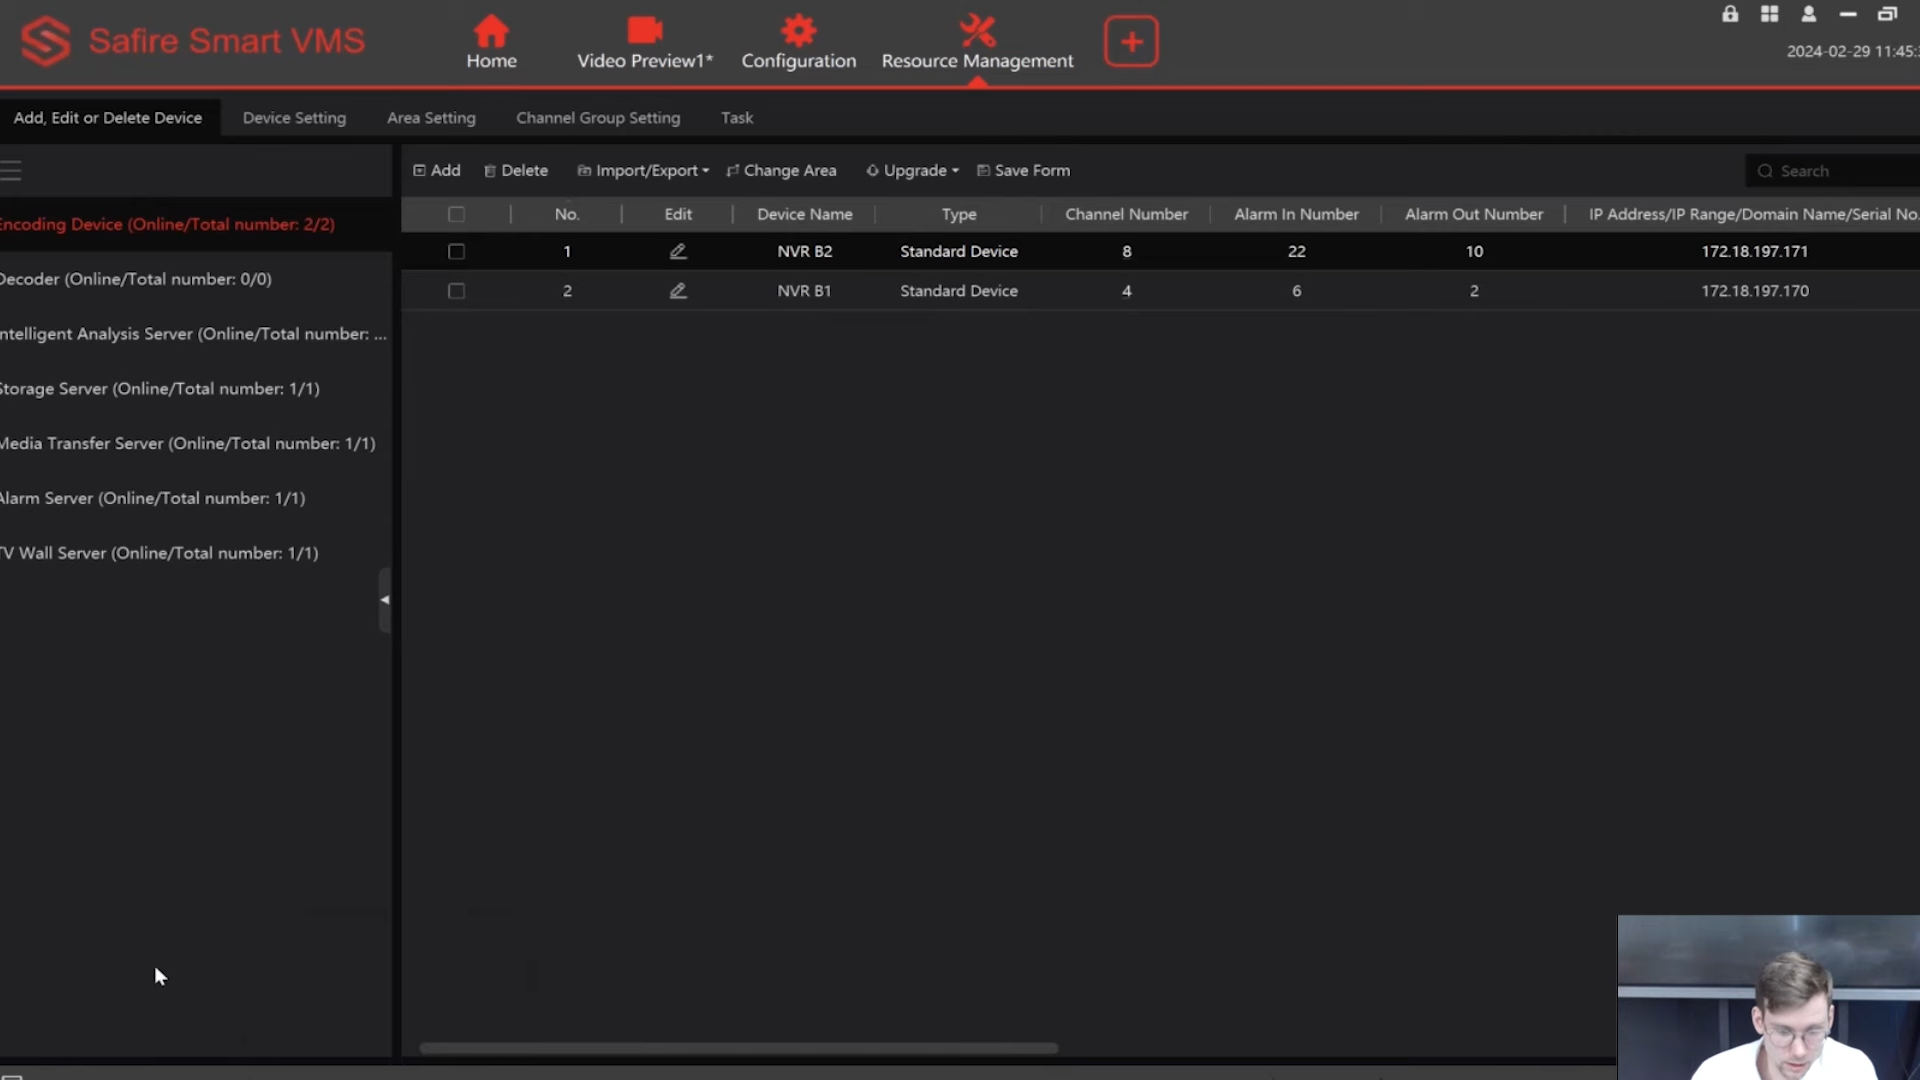 Safire Smart VMS
Home
Video Preview1*
Configuration
Resource Management
2024-02-29 11:45:
Add, Edit or Delete Device
Device Setting
Area Setting
Channel Group Setting
Task
Add
Delete
Import/Export
Change Area
Upgrade
Save Form
Search
Encoding Device (Online/Total number: 2/2)
Decoder (Online/Total number: 0/0)
ntelligent Analysis Server (Online/Total number: ...
Storage Server (Online/Total number: 1/1)
Media Transfer Server (Online/Total number: 1/1)
Alarm Server (Online/Total number: 1/1)
TV Wall Server (Online/Total number: 1/1)
No. Edit Device Name Type Channel Number Alarm In Number Alarm Out Number IP Address/IP Range/Domain Name/Serial No.
1 NVR B2 Standard Device 8 22 10 172.18.197.171
2 NVR B1 Standard Device 4 6 2 172.18.197.170